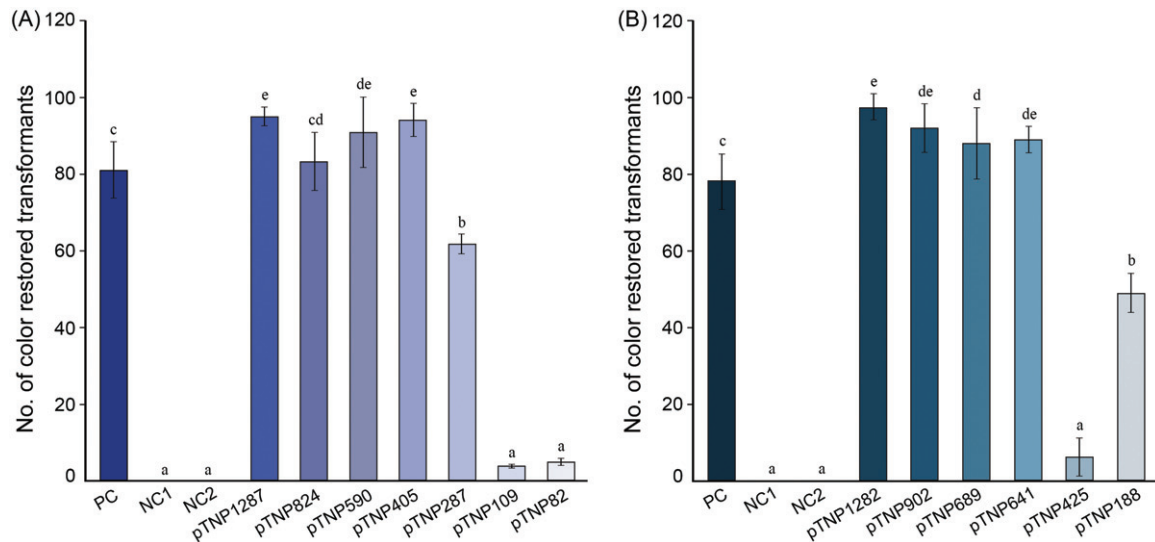 (A)
No. of color restored transformants
120
100
80
60
40
20
0
c
a
a
e
cd
de
e
b
a
a
PC
NC1
NC2
pTNP1287
pTNP824
pTNP590
pTNP405
pTNP287
pTNP109
pTNP82
(B)
No. of color restored transformants
120
100
80
60
40
20
0
c
a
a
e
de
d
de
a
b
PC
NC1
NC2
pTNP1282
pTNP902
pTNP689
pTNP641
pTNP425
pTNP188